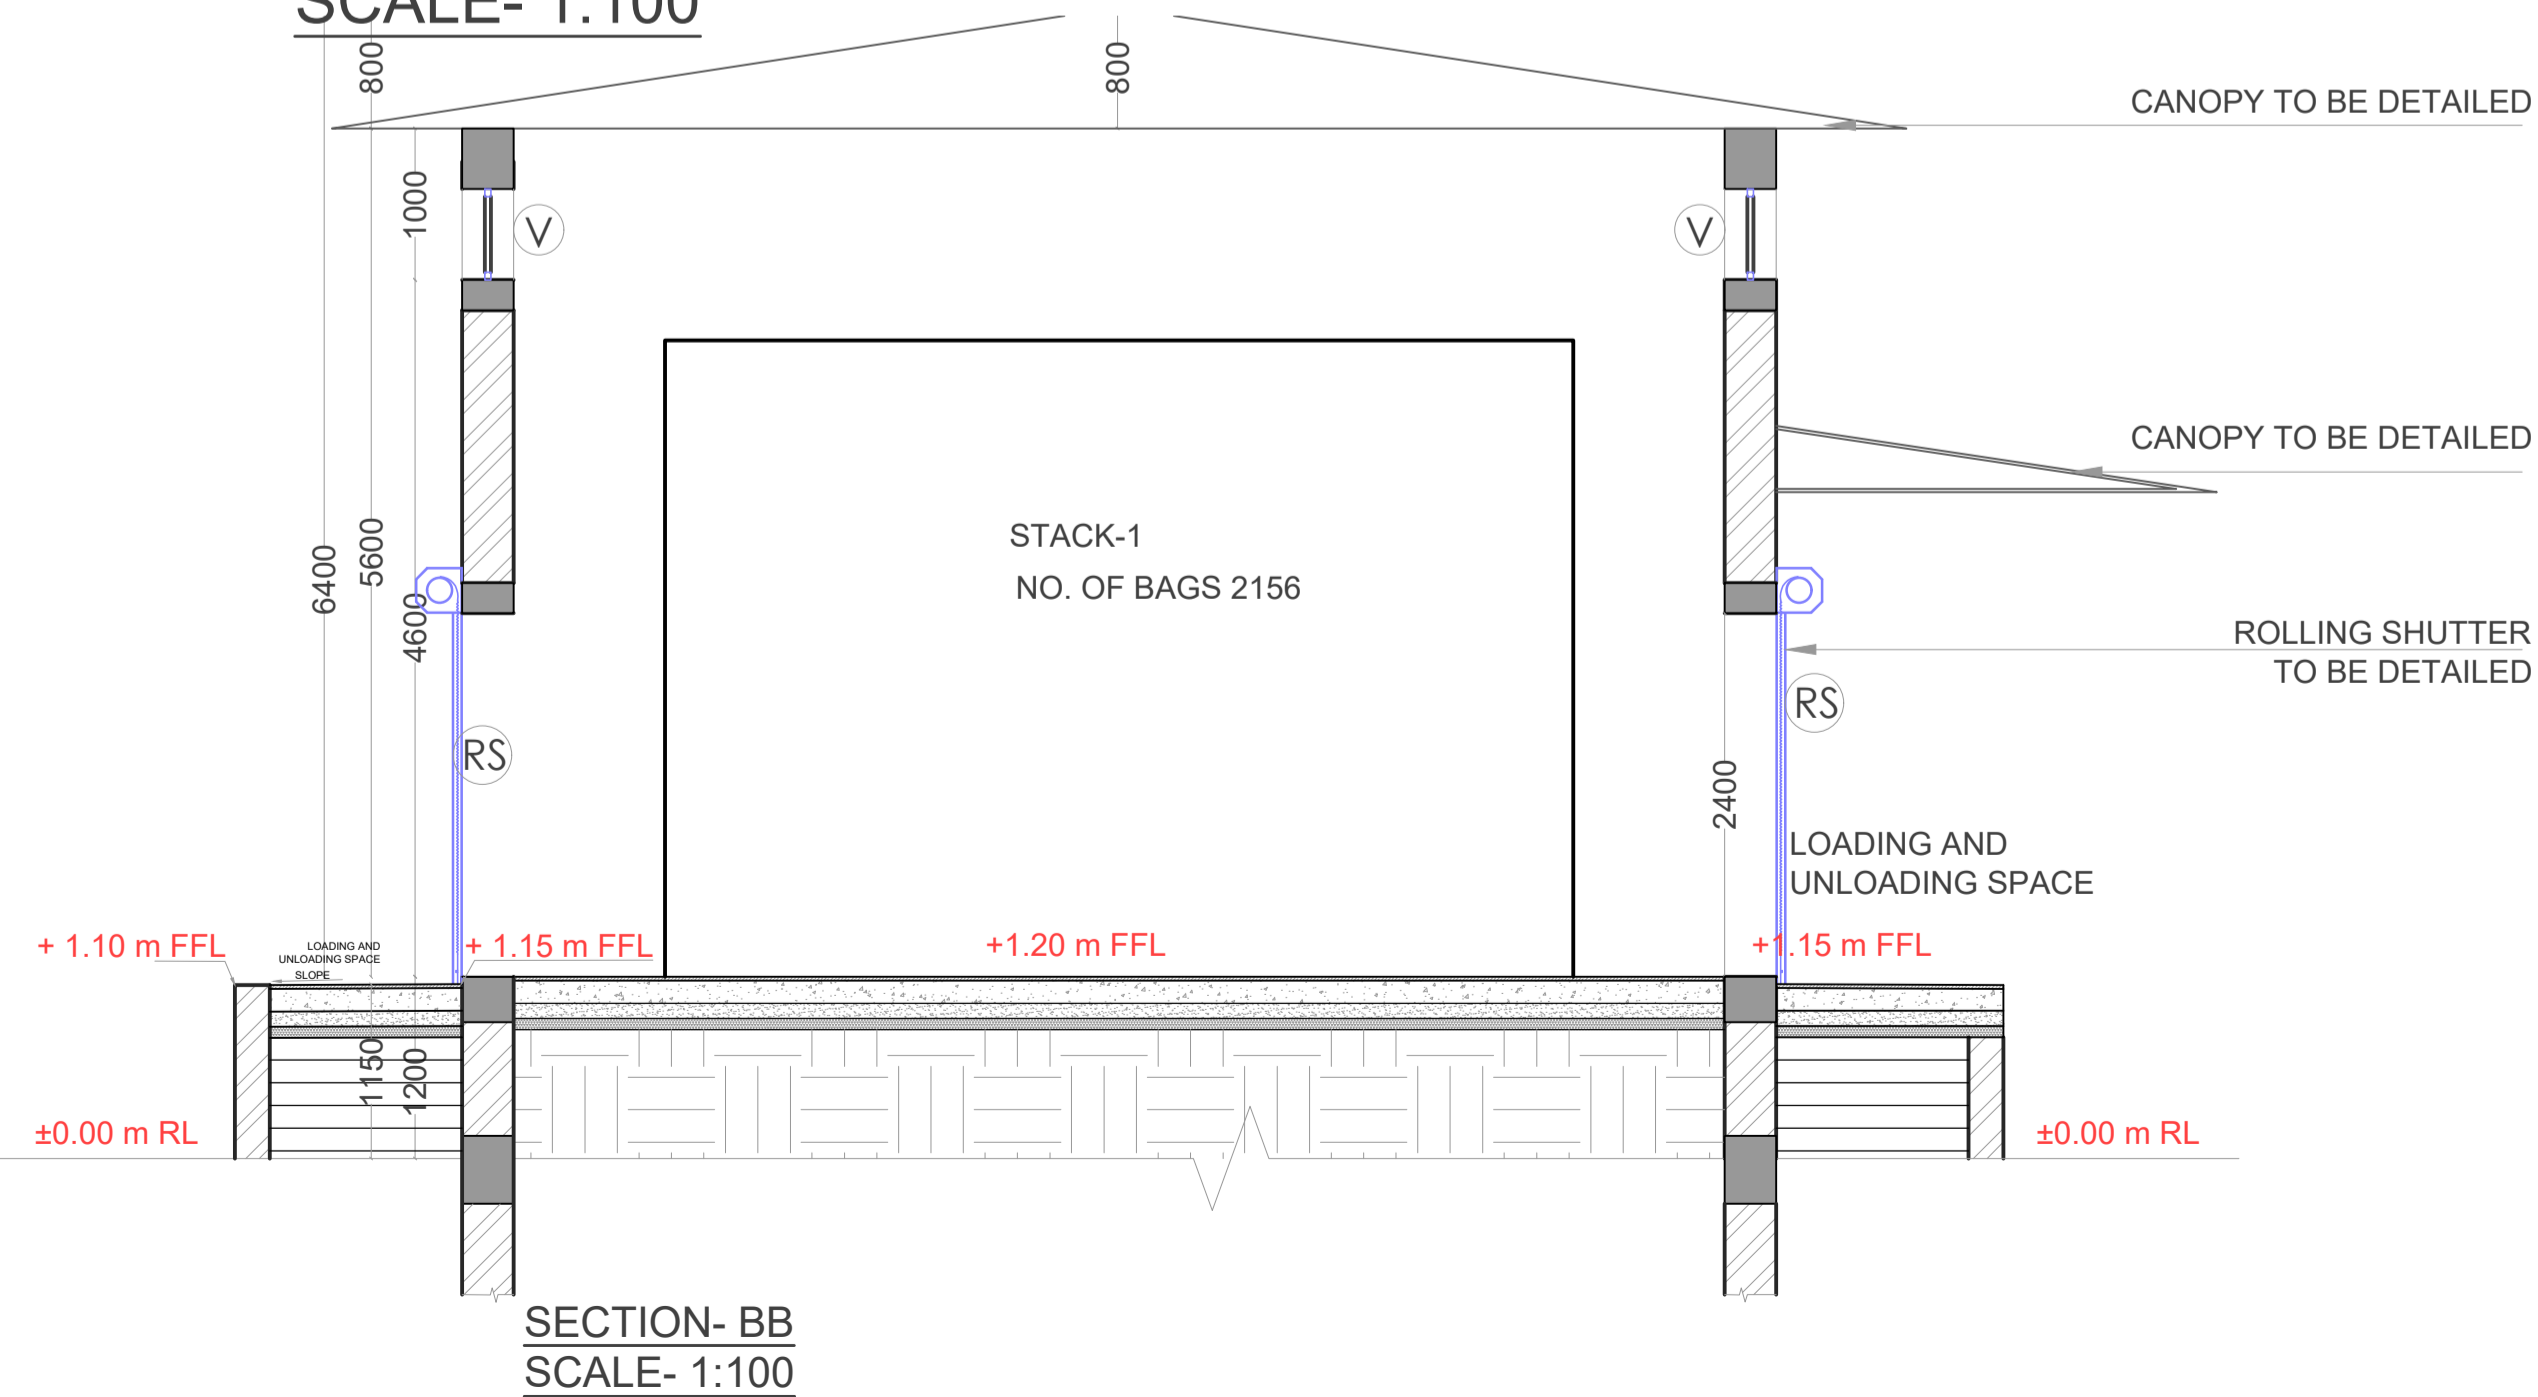 SCALE- 1:100
800
800
CANOPY TO BE DETAILED
1000
V
V
CANOPY TO BE DETAILED
6400
5600
4600
STACK-1
NO. OF BAGS 2156
ROLLING SHUTTER
TO BE DETAILED
RS
RS
2400
LOADING AND
UNLOADING SPACE
+ 1.10 m FFL
LOADING AND
UNLOADING SPACE
SLOPE
+ 1.15 m FFL
+1.20 m FFL
+1.15 m FFL
1150
1200
±0.00 m RL
±0.00 m RL
SECTION- BB
SCALE- 1:100